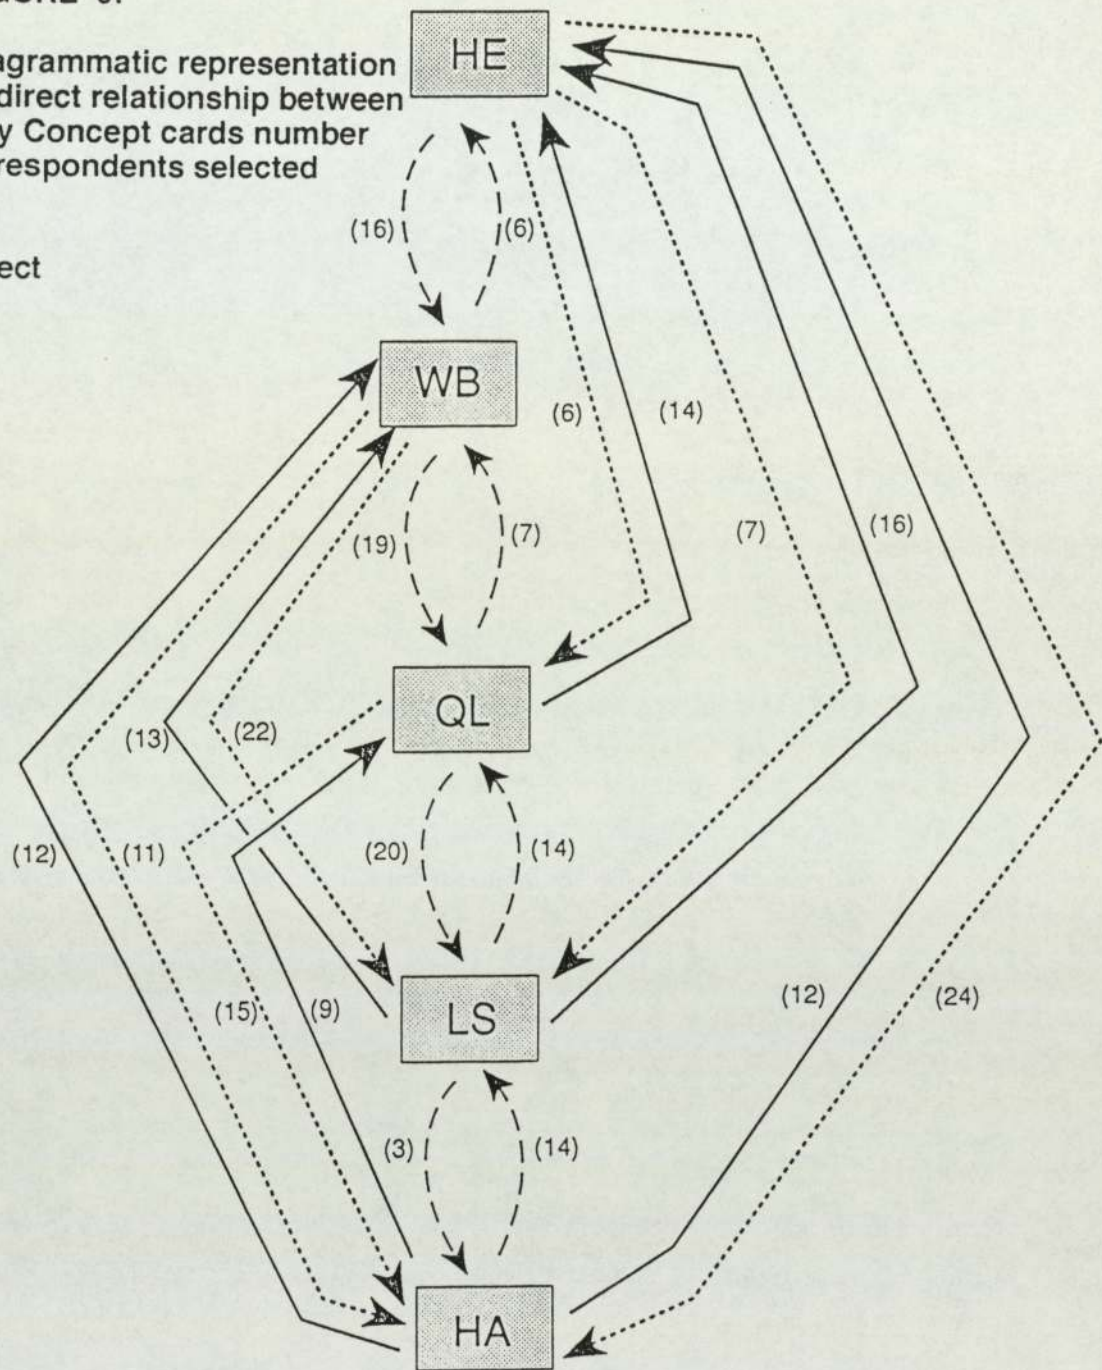 agrammatic representation
direct relationship between
y Concept cards number
respondents selected
ect
HE
(16)
(6)
WB
(6)
(14)
(19)
(7)
(7)
(16)
QL
(13)
(22)
(12)
(11)
(20)
(14)
(15)
(9)
LS
(12)
(24)
(3)
(14)
HA